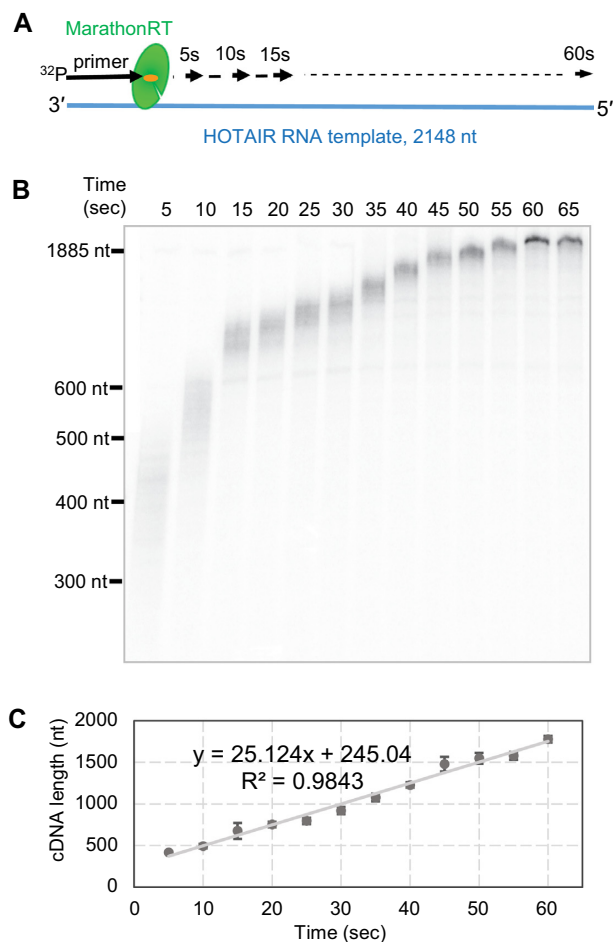 A
MarathonRT
³²P primer 5s 10s 15s 60s
3′ 5′
HOTAIR RNA template, 2148 nt
B
Time
(sec) 5 10 15 20 25 30 35 40 45 50 55 60 65
1885 nt
600 nt
500 nt
400 nt
300 nt
C
cDNA length (nt)
2000
1500
1000
500
0
y = 25.124x + 245.04
R² = 0.9843
0 10 20 30 40 50 60
Time (sec)